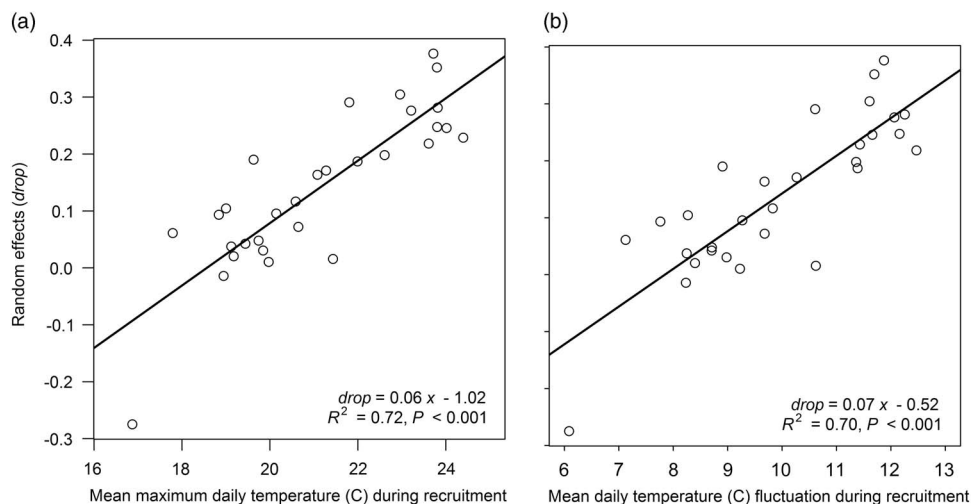 (a)
0.4
0.3
0.2
0.1
0.0
-0.1
-0.2
-0.3
Random effects (drop)
drop = 0.06 x - 1.02
R² = 0.72, P < 0.001
16 18 20 22 24
Mean maximum daily temperature (C) during recruitment
(b)
drop = 0.07 x - 0.52
R² = 0.70, P < 0.001
6 7 8 9 10 11 12 13
Mean daily temperature (C) fluctuation during recruitment